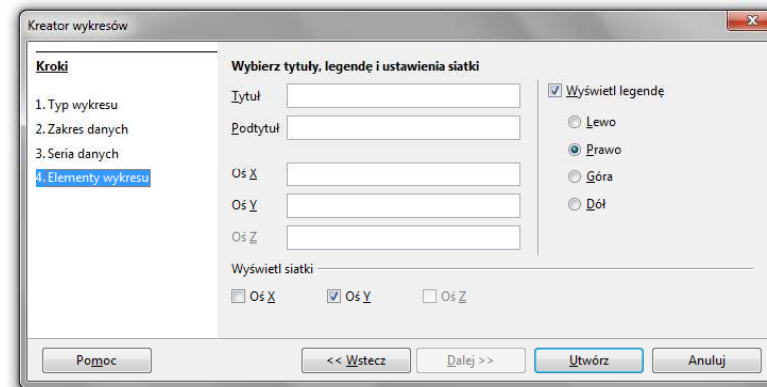 Kreator wykresów
Kroki
1. Typ wykresu
2. Zakres danych
3. Seria danych
4. Elementy wykresu
Wybierz tytuły, legendę i ustawienia siatki
Tytuł
Podtytuł
Oś X
Oś Y
Oś Z
Wyświetl legendę
Lewo
Prawo
Góra
Dół
Wyświetl siatki
Oś X Oś Y Oś Z
Pomoc << Wstecz Dalej >> Utwórz Anuluj